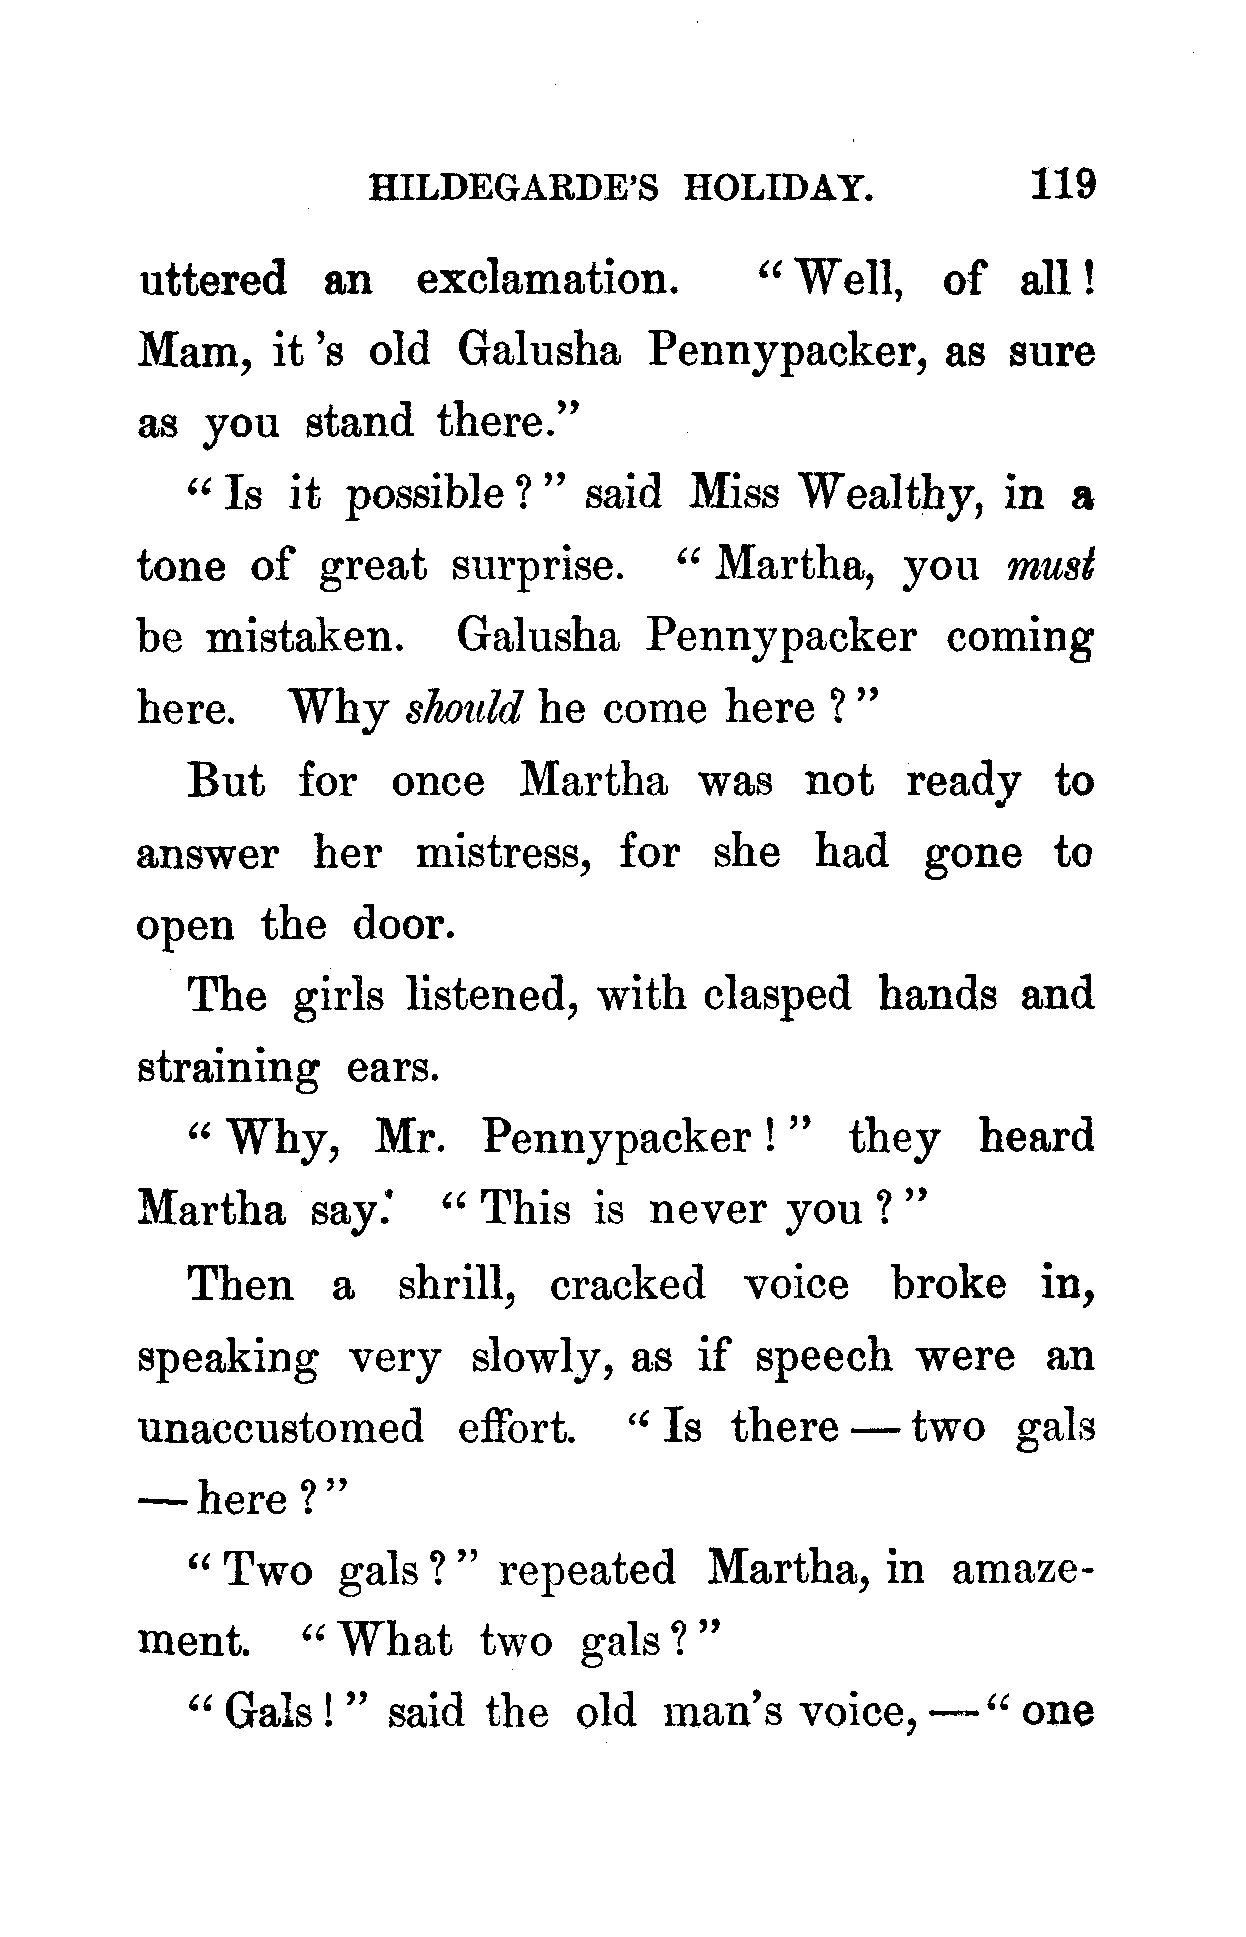 HILDEGARDE'S HOLIDAY. 119
uttered an exclamation. "Well, of all!
Mam, it 's old Galusha Pennypacker, as sure
as you stand there."
"Is it possible?" said Miss Wealthy, in a
tone of great surprise. "Martha, you must
be mistaken. Galusha Pennypacker coming
here. Why should he come here?"
But for once Martha was not ready to
answer her mistress, for she had gone to
open the door.
The girls listened, with clasped hands and
straining ears.
"Why, Mr. Pennypacker!" they heard
Martha say. "This is never you?"
Then a shrill, cracked voice broke in,
speaking very slowly, as if speech were an
unaccustomed effort. "Is there — two gals
— here?"
"Two gals?" repeated Martha, in amaze-
ment. "What two gals?"
"Gals!" said the old man's voice, — "one